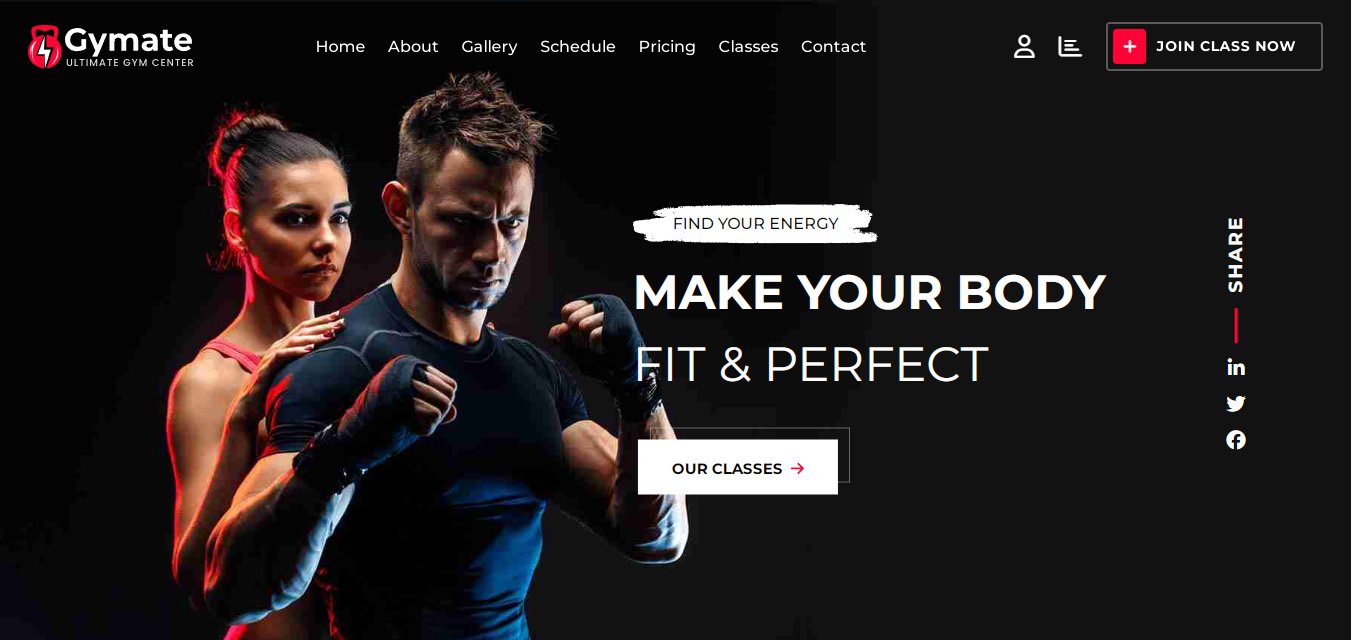 Gymate
ULTIMATE GYM CENTER
Home About Gallery Schedule Pricing Classes Contact
JOIN CLASS NOW
FIND YOUR ENERGY
MAKE YOUR BODY
FIT & PERFECT
OUR CLASSES
SHARE